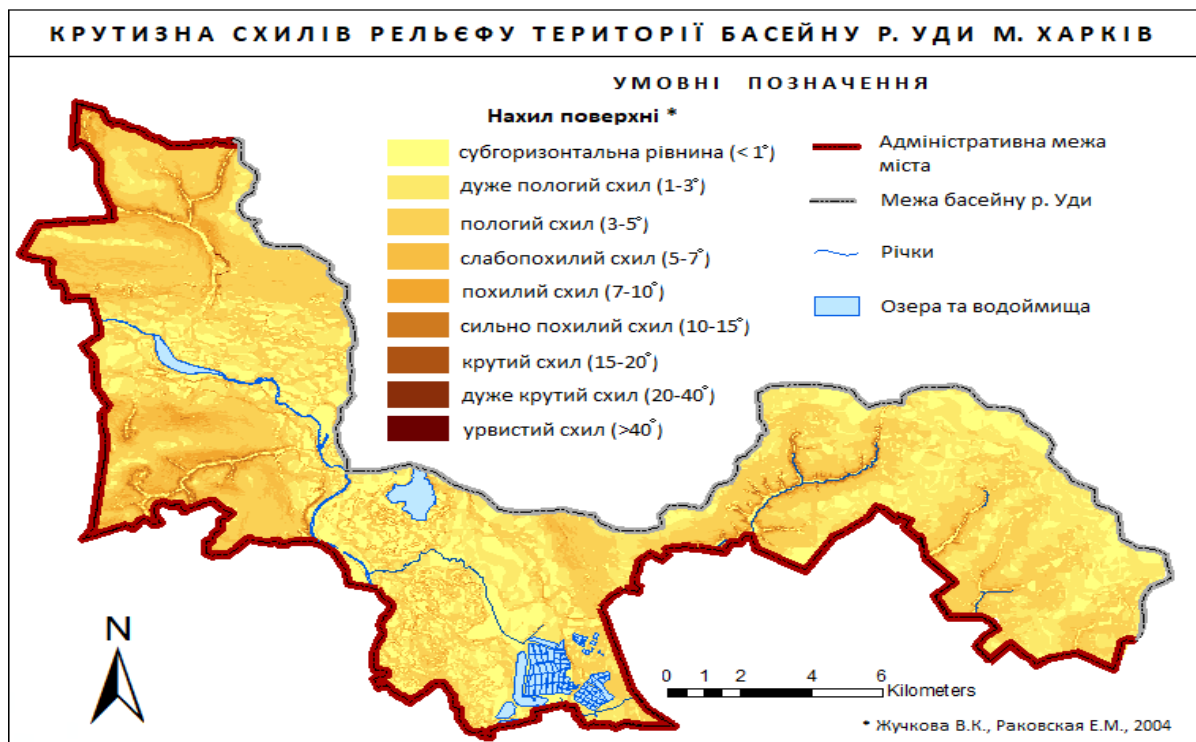 КРУТИЗНА СХИЛІВ РЕЛЬЄФУ ТЕРИТОРІЇ БАСЕЙНУ Р. УДИ М. ХАРКІВ
УМОВНІ ПОЗНАЧЕННЯ
Нахил поверхні *
субгоризонтальна рівнина (< 1°)
дуже пологий схил (1-3°)
пологий схил (3-5°)
слабопохилий схил (5-7°)
похилий схил (7-10°)
сильно похилий схил (10-15°)
крутий схил (15-20°)
дуже крутий схил (20-40°)
урвистий схил (>40°)
Адміністративна межа
міста
Межа басейну р. Уди
Річки
Озера та водоймища
N
0 1 2 4 6
Kilometers
* Жучкова В.К., Раковская Е.М., 2004